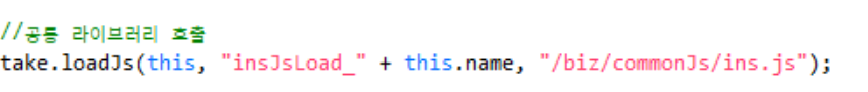 //공통 라이브러리 호출
take.loadJs(this, "insJsLoad_" + this.name, "/biz/commonJs/ins.js");